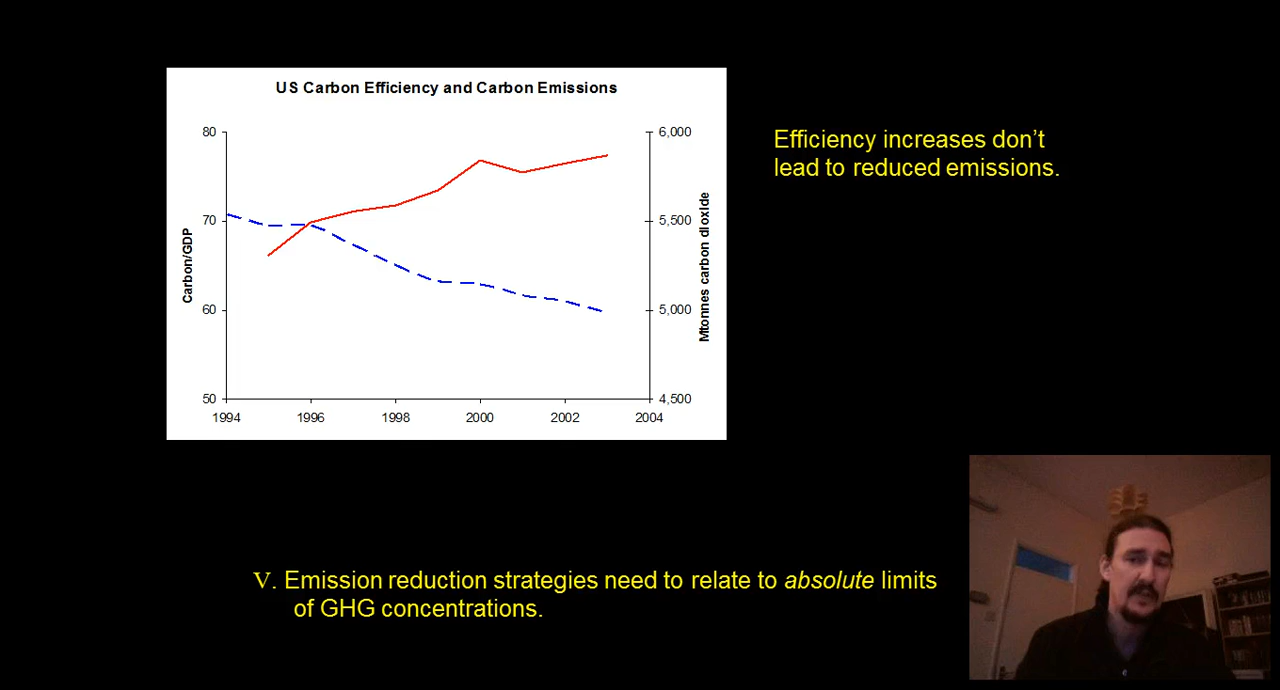 US Carbon Efficiency and Carbon Emissions
80
70
60
50
Carbon/GDP
6,000
5,500
5,000
4,500
Mtonnes carbon dioxide
1994 1996 1998 2000 2002 2004
Efficiency increases don’t
lead to reduced emissions.
V. Emission reduction strategies need to relate to absolute limits
of GHG concentrations.